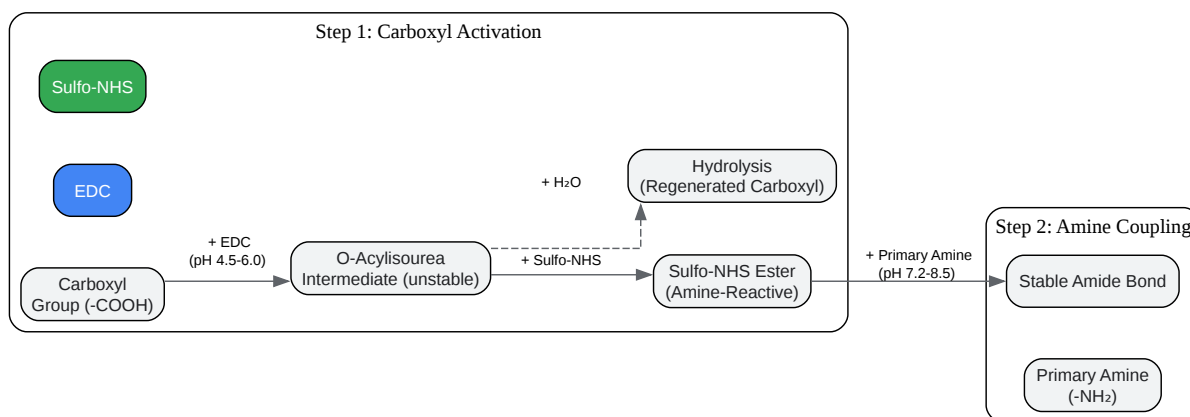 Step 1: Carboxyl Activation
Sulfo-NHS
EDC
Carboxyl
Group (-COOH)
+ EDC
(pH 4.5-6.0)
O-Acylisourea
Intermediate (unstable)
+ H₂O
Hydrolysis
(Regenerated Carboxyl)
+ Sulfo-NHS
Sulfo-NHS Ester
(Amine-Reactive)
+ Primary Amine
(pH 7.2-8.5)
Step 2: Amine Coupling
Stable Amide Bond
Primary Amine
(-NH₂)